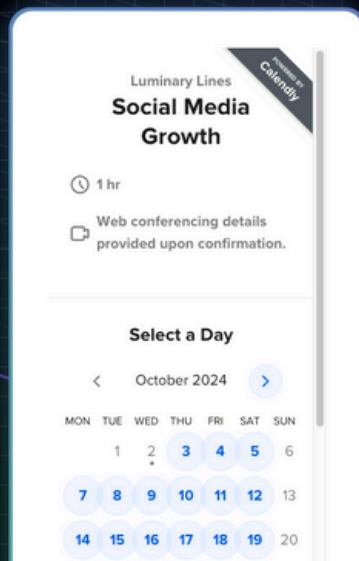 POWERED BY
Calendly
Luminary Lines
Social Media
Growth
1 hr
Web conferencing details
provided upon confirmation.
Select a Day
October 2024
MON TUE WED THU FRI SAT SUN
1 2 3 4 5 6
7 8 9 10 11 12 13
14 15 16 17 18 19 20